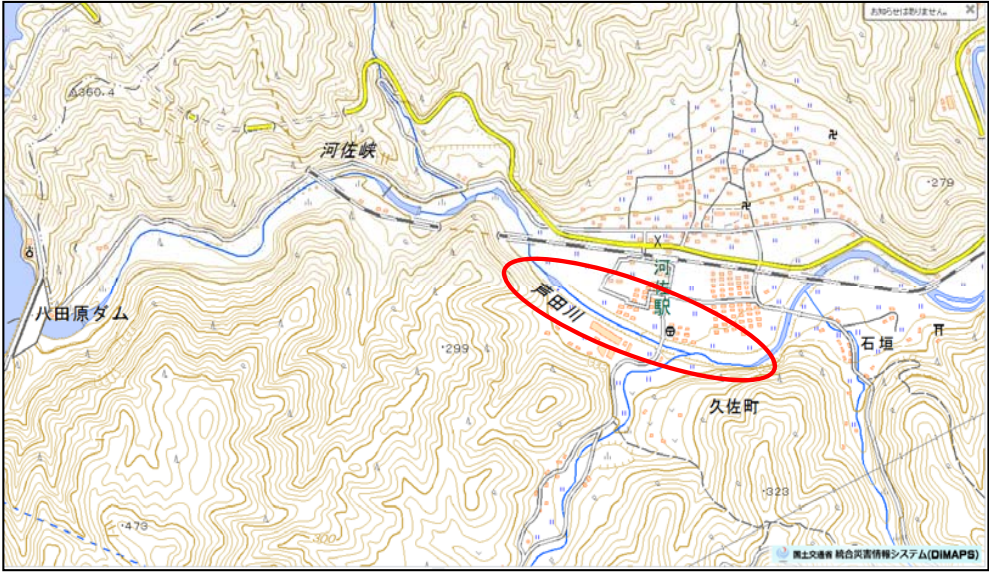 お知らせはありません。
360.4
河佐峡
279
河佐駅
芦田川
八田原ダム
299
石垣
久佐町
323
473
300
国土交通省 統合災害情報システム(DiMAPS)